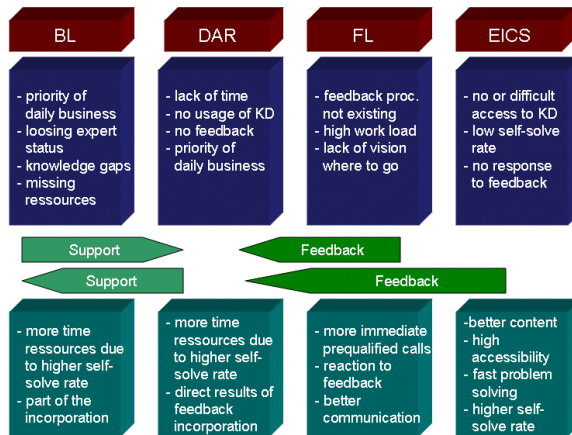 BL
DAR
FL
EICS
- priority of
daily business
- loosing expert
status
- knowledge gaps
- missing
ressources
- lack of time
- no usage of KD
- no feedback
- priority of
daily business
- feedback proc.
not existing
- high work load
- lack of vision
where to go
- no or difficult
access to KD
- low self-solve
rate
- no response
to feedback
Support
Feedback
Support
Feedback
- more time
ressources due
to higher self-
solve rate
- part of the
incorporation
- more time
ressources due
to higher self-
solve rate
- direct results of
feedback
incorporation
- more immediate
prequalified calls
- reaction to
feedback
- better
communication
-better content
- high
accessibility
- fast problem
solving
- higher self-
solve rate